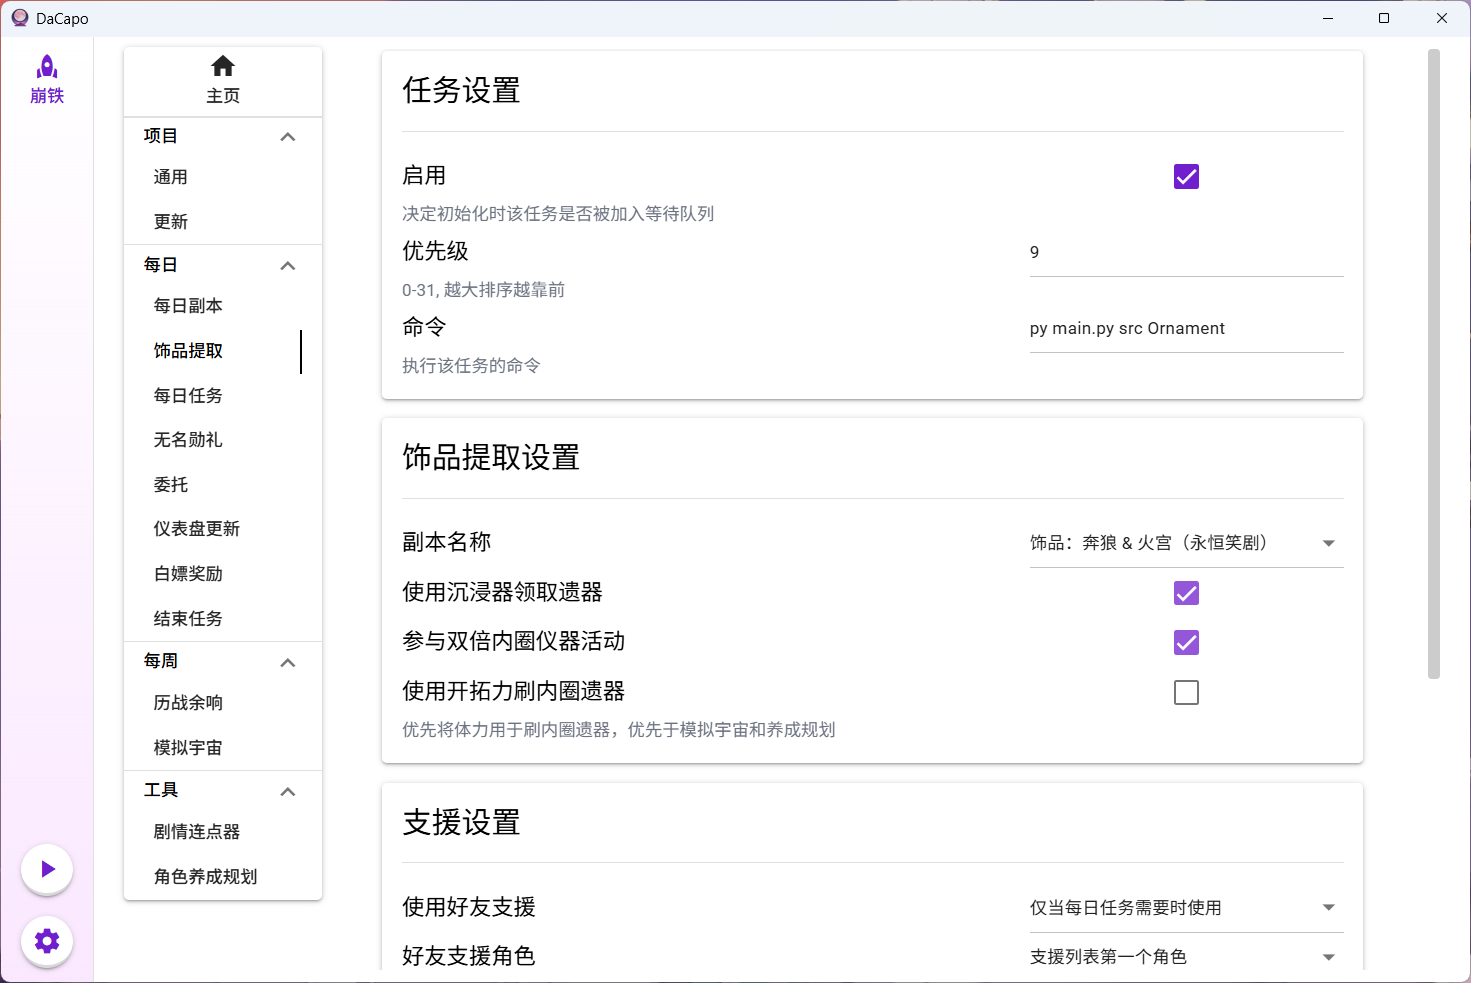 DaCapo
崩铁
主页
项目
通用
更新
每日
每日副本
饰品提取
每日任务
无名勋礼
委托
仪表盘更新
白嫖奖励
结束任务
每周
历战余响
模拟宇宙
工具
剧情连点器
角色养成规划
任务设置
启用
决定初始化时该任务是否被加入等待队列
优先级
9
0-31, 越大排序越靠前
命令
py main.py src Ornament
执行该任务的命令
饰品提取设置
副本名称
饰品：奔狼 & 火宫（永恒笑剧）
使用沉浸器领取遗器
参与双倍内圈仪器活动
使用开拓力刷内圈遗器
优先将体力用于刷内圈遗器，优先于模拟宇宙和养成规划
支援设置
使用好友支援
仅当每日任务需要时使用
好友支援角色
支援列表第一个角色